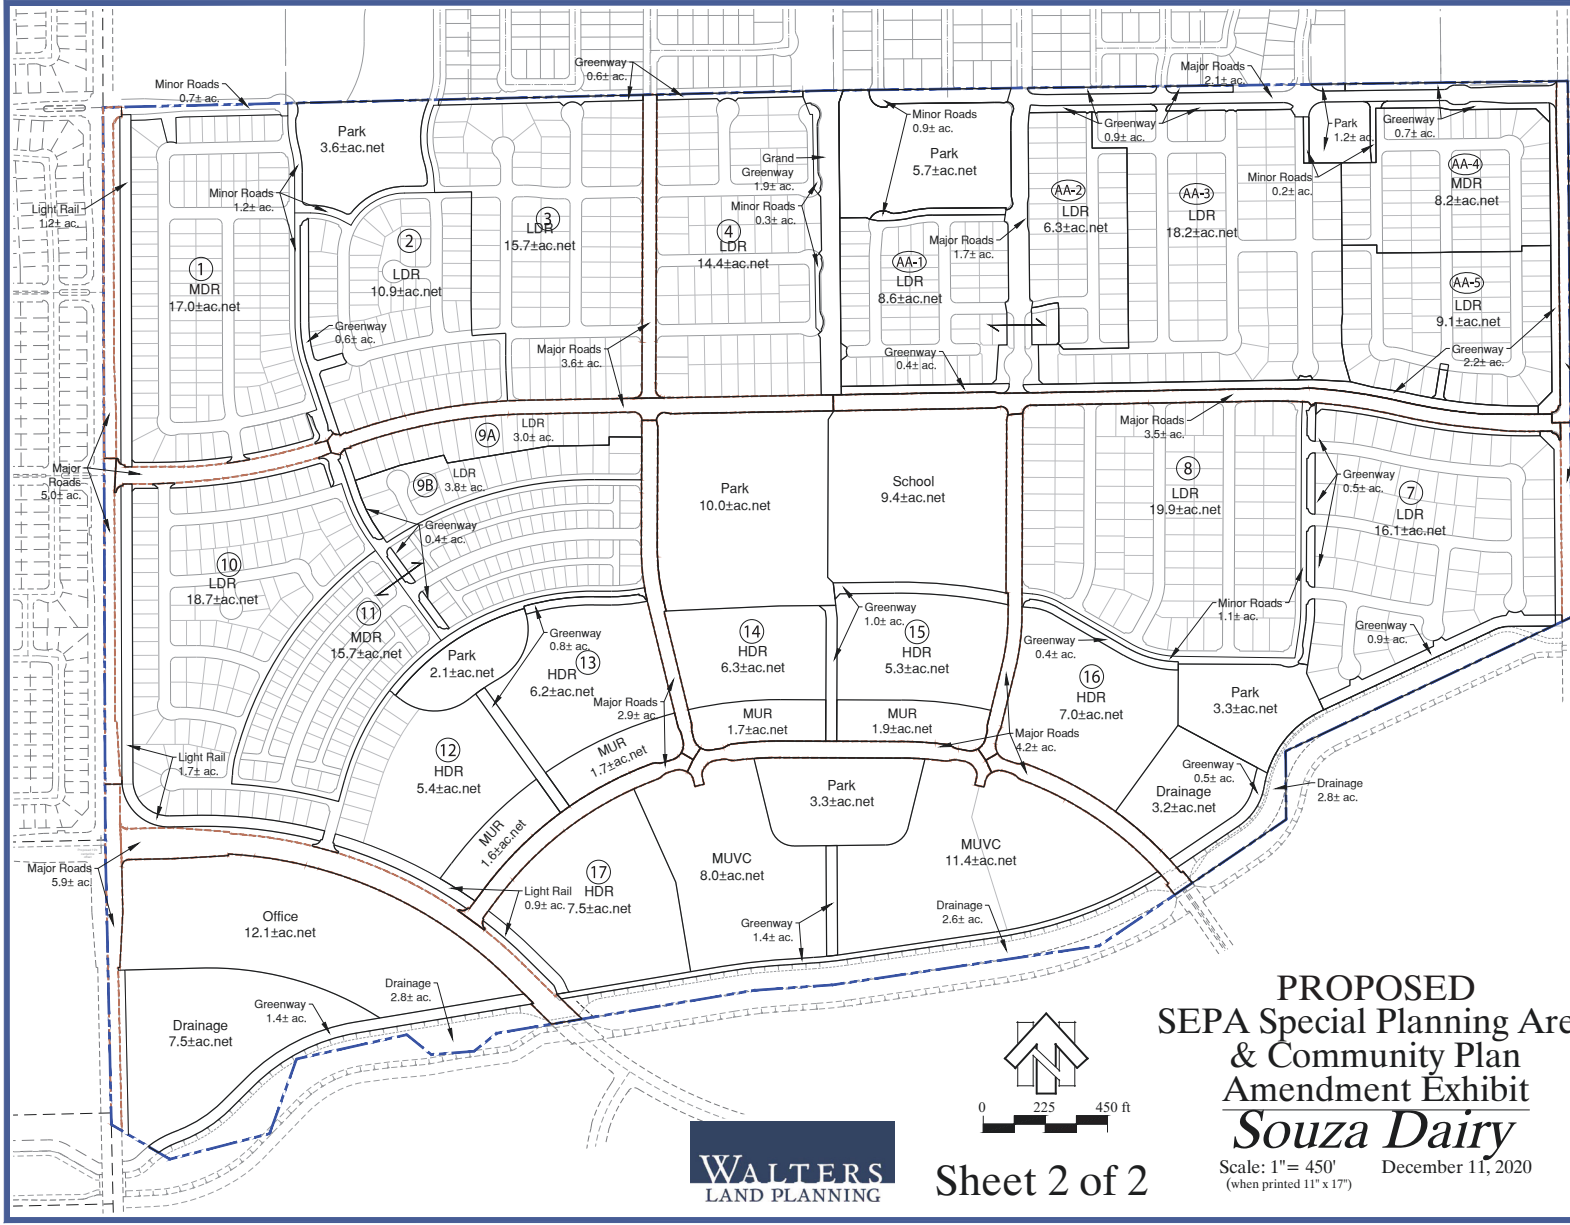 Minor Roads
0.7± ac.
Greenway
0.6± ac.
Major Roads
2.1± ac.
Park
3.6±ac.net
Minor Roads
0.9± ac.
Park
5.7±ac.net
Greenway
0.9± ac.
Park
1.2± ac.
Greenway
0.7± ac.
Light Rail
1.2± ac.
Minor Roads
1.2± ac.
Grand
Greenway
1.9± ac.
Minor Roads
0.3± ac.
Minor Roads
0.2± ac.
AA-4
MDR
8.2±ac.net
AA-2
LDR
6.3±ac.net
AA-3
LDR
18.2±ac.net
1
MDR
17.0±ac.net
2
LDR
10.9±ac.net
3
LDR
15.7±ac.net
4
LDR
14.4±ac.net
AA-1
LDR
8.6±ac.net
Major Roads
1.7± ac.
AA-5
LDR
9.1±ac.net
Greenway
0.6± ac.
Major Roads
3.6± ac.
Greenway
0.4± ac.
Greenway
2.2± ac.
Major
Roads
5.0± ac.
9A
LDR
3.0± ac.
9B
LDR
3.8± ac.
Greenway
0.4± ac.
Park
10.0±ac.net
School
9.4±ac.net
Major Roads
3.5± ac.
8
LDR
19.9±ac.net
Greenway
0.5± ac.
7
LDR
16.1±ac.net
10
LDR
18.7±ac.net
11
MDR
15.7±ac.net
Park
2.1±ac.net
Greenway
0.8± ac.
13
HDR
6.2±ac.net
14
HDR
6.3±ac.net
Greenway
1.0± ac.
15
HDR
5.3±ac.net
Greenway
0.4± ac.
Minor Roads
1.1± ac.
Greenway
0.9± ac.
16
HDR
7.0±ac.net
Park
3.3±ac.net
Major Roads
2.9± ac.
MUR
1.7±ac.net
MUR
1.9±ac.net
Major Roads
4.2± ac.
Light Rail
1.7± ac.
12
HDR
5.4±ac.net
MUR
1.7±ac.net
MUR
1.6±ac.net
Park
3.3±ac.net
Greenway
0.5± ac.
Drainage
3.2±ac.net
Drainage
2.8± ac.
Major Roads
5.9± ac.
Office
12.1±ac.net
17
HDR
7.5±ac.net
Light Rail
0.9± ac.
MUVC
8.0±ac.net
MUVC
11.4±ac.net
Greenway
1.4± ac.
Drainage
2.6± ac.
Drainage
7.5±ac.net
Greenway
1.4± ac.
Drainage
2.8± ac.
N
0 225 450 ft
WALTERS
LAND PLANNING
Sheet 2 of 2
PROPOSED
SEPA Special Planning Are
& Community Plan
Amendment Exhibit
Souza Dairy
Scale: 1"= 450' December 11, 2020
(when printed 11" x 17")